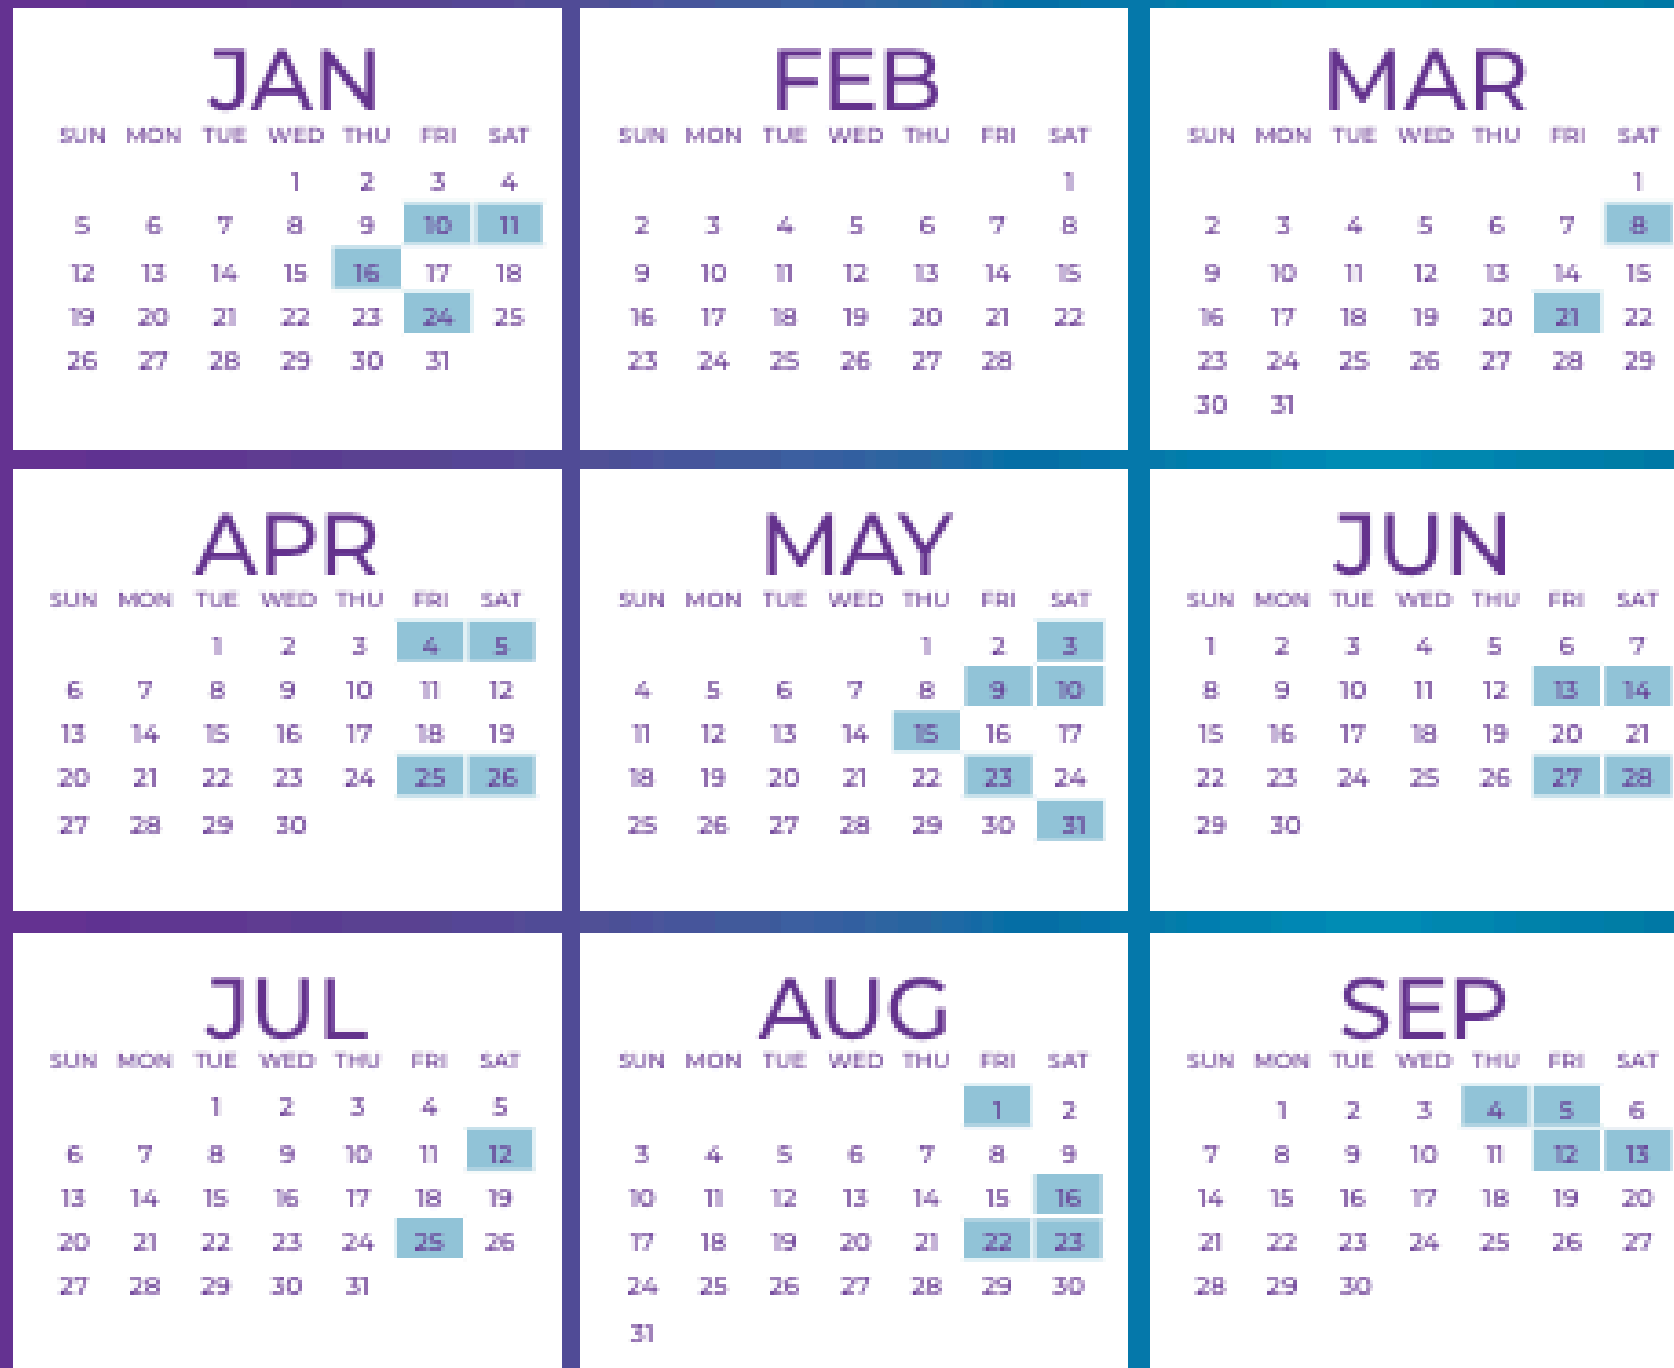 JAN
SUN MON TUE WED THU FRI SAT
1 2 3 4
5 6 7 8 9 10 11
12 13 14 15 16 17 18
19 20 21 22 23 24 25
26 27 28 29 30 31
FEB
SUN MON TUE WED THU FRI SAT
1
2 3 4 5 6 7 8
9 10 11 12 13 14 15
16 17 18 19 20 21 22
23 24 25 26 27 28
MAR
SUN MON TUE WED THU FRI SAT
1
2 3 4 5 6 7 8
9 10 11 12 13 14 15
16 17 18 19 20 21 22
23 24 25 26 27 28 29
30 31
APR
SUN MON TUE WED THU FRI SAT
1 2 3 4 5
6 7 8 9 10 11 12
13 14 15 16 17 18 19
20 21 22 23 24 25 26
27 28 29 30
MAY
SUN MON TUE WED THU FRI SAT
1 2 3
4 5 6 7 8 9 10
11 12 13 14 15 16 17
18 19 20 21 22 23 24
25 26 27 28 29 30 31
JUN
SUN MON TUE WED THU FRI SAT
1 2 3 4 5 6 7
8 9 10 11 12 13 14
15 16 17 18 19 20 21
22 23 24 25 26 27 28
29 30
JUL
SUN MON TUE WED THU FRI SAT
1 2 3 4 5
6 7 8 9 10 11 12
13 14 15 16 17 18 19
20 21 22 23 24 25 26
27 28 29 30 31
AUG
SUN MON TUE WED THU FRI SAT
1 2
3 4 5 6 7 8 9
10 11 12 13 14 15 16
17 18 19 20 21 22 23
24 25 26 27 28 29 30
31
SEP
SUN MON TUE WED THU FRI SAT
1 2 3 4 5 6
7 8 9 10 11 12 13
14 15 16 17 18 19 20
21 22 23 24 25 26 27
28 29 30